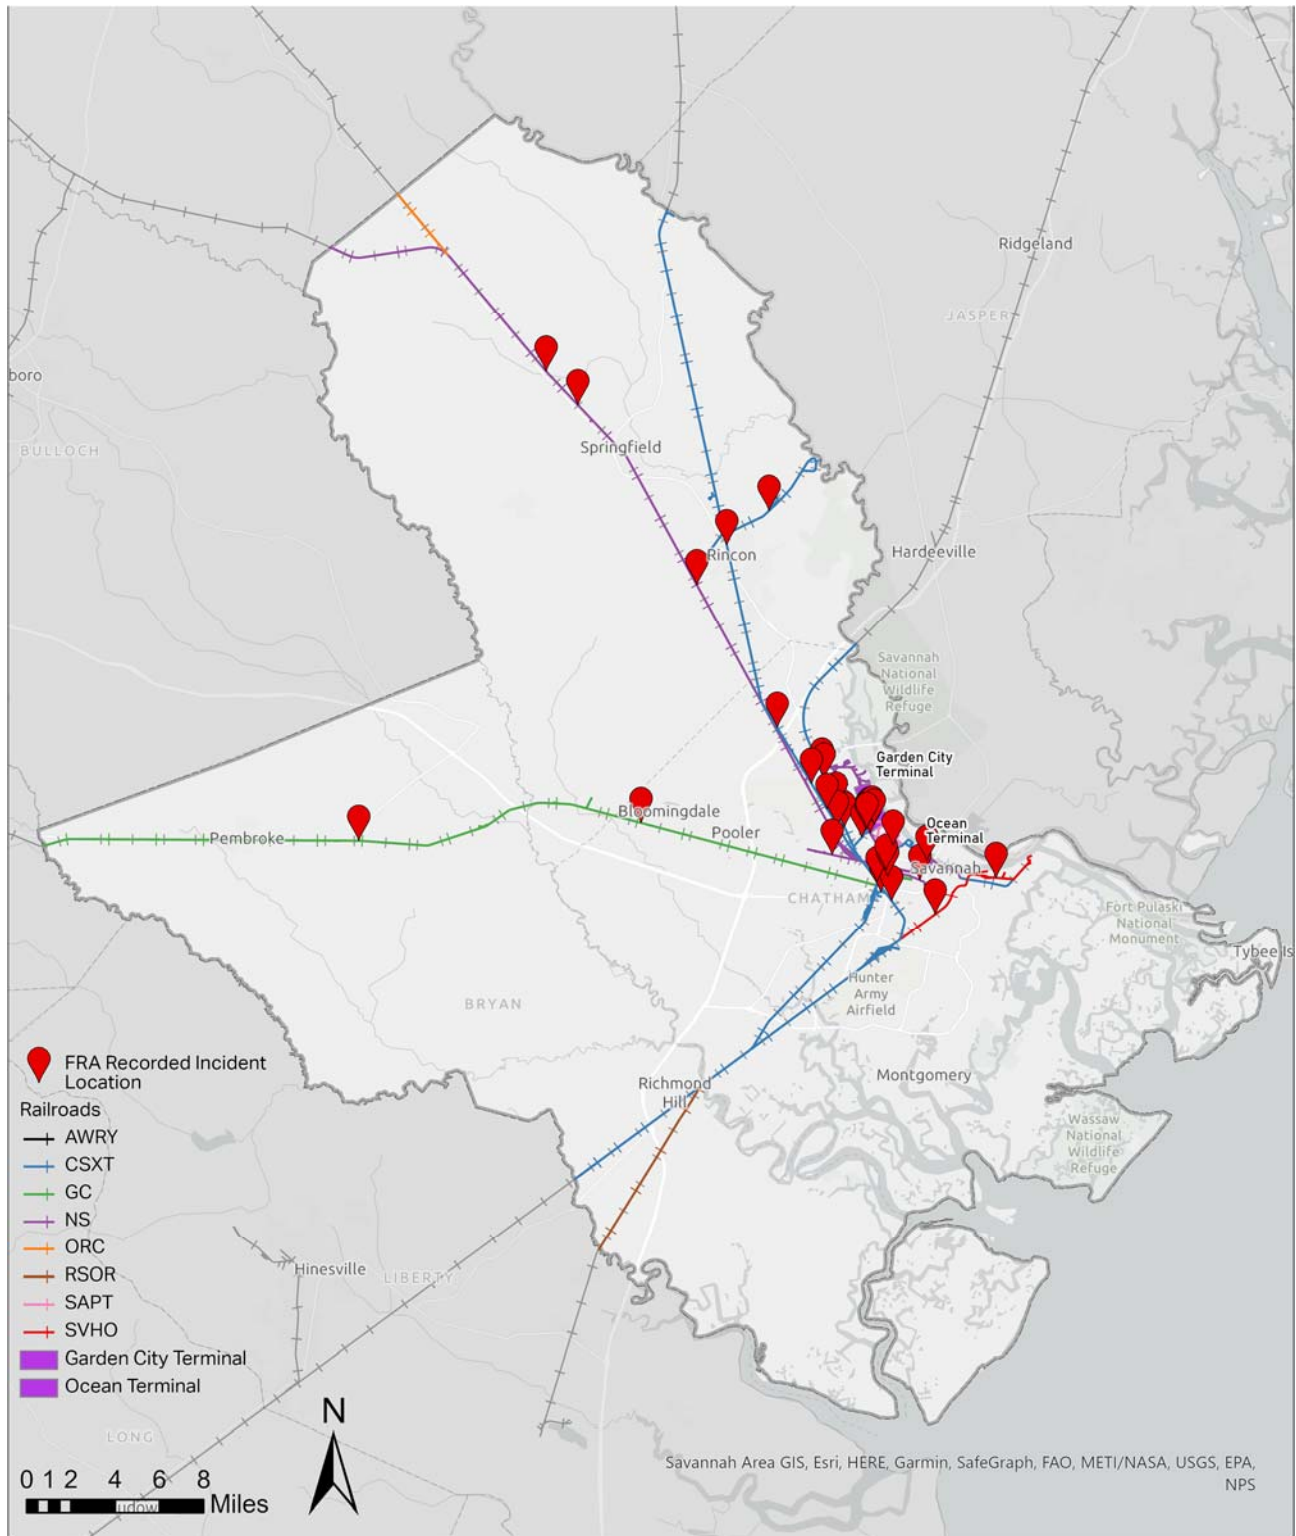 Ridgeland
JASPER
boro
BULLOCH
Springfield
Hardeeville
Rincon
Savannah
National
Wildlife
Refuge
Garden City
Terminal
Bloomingdale
Pooler
Pembroke
Ocean
Terminal
Savannah
CHATHAM
Fort Pulaski
National
Monument
Tybee Is
Hunter
Army
Airfield
BRYAN
Montgomery
Richmond
Hill
Wassaw
National
Wildlife
Refuge
Hinesville
LIBERTY
LONG
FRA Recorded Incident
Location
Railroads
AWRY
CSXT
GC
NS
ORC
RSOR
SAPT
SVHO
Garden City Terminal
Ocean Terminal
N
0 1 2 4 6 8
Miles
udow
Savannah Area GIS, Esri, HERE, Garmin, SafeGraph, FAO, METI/NASA, USGS, EPA,
NPS